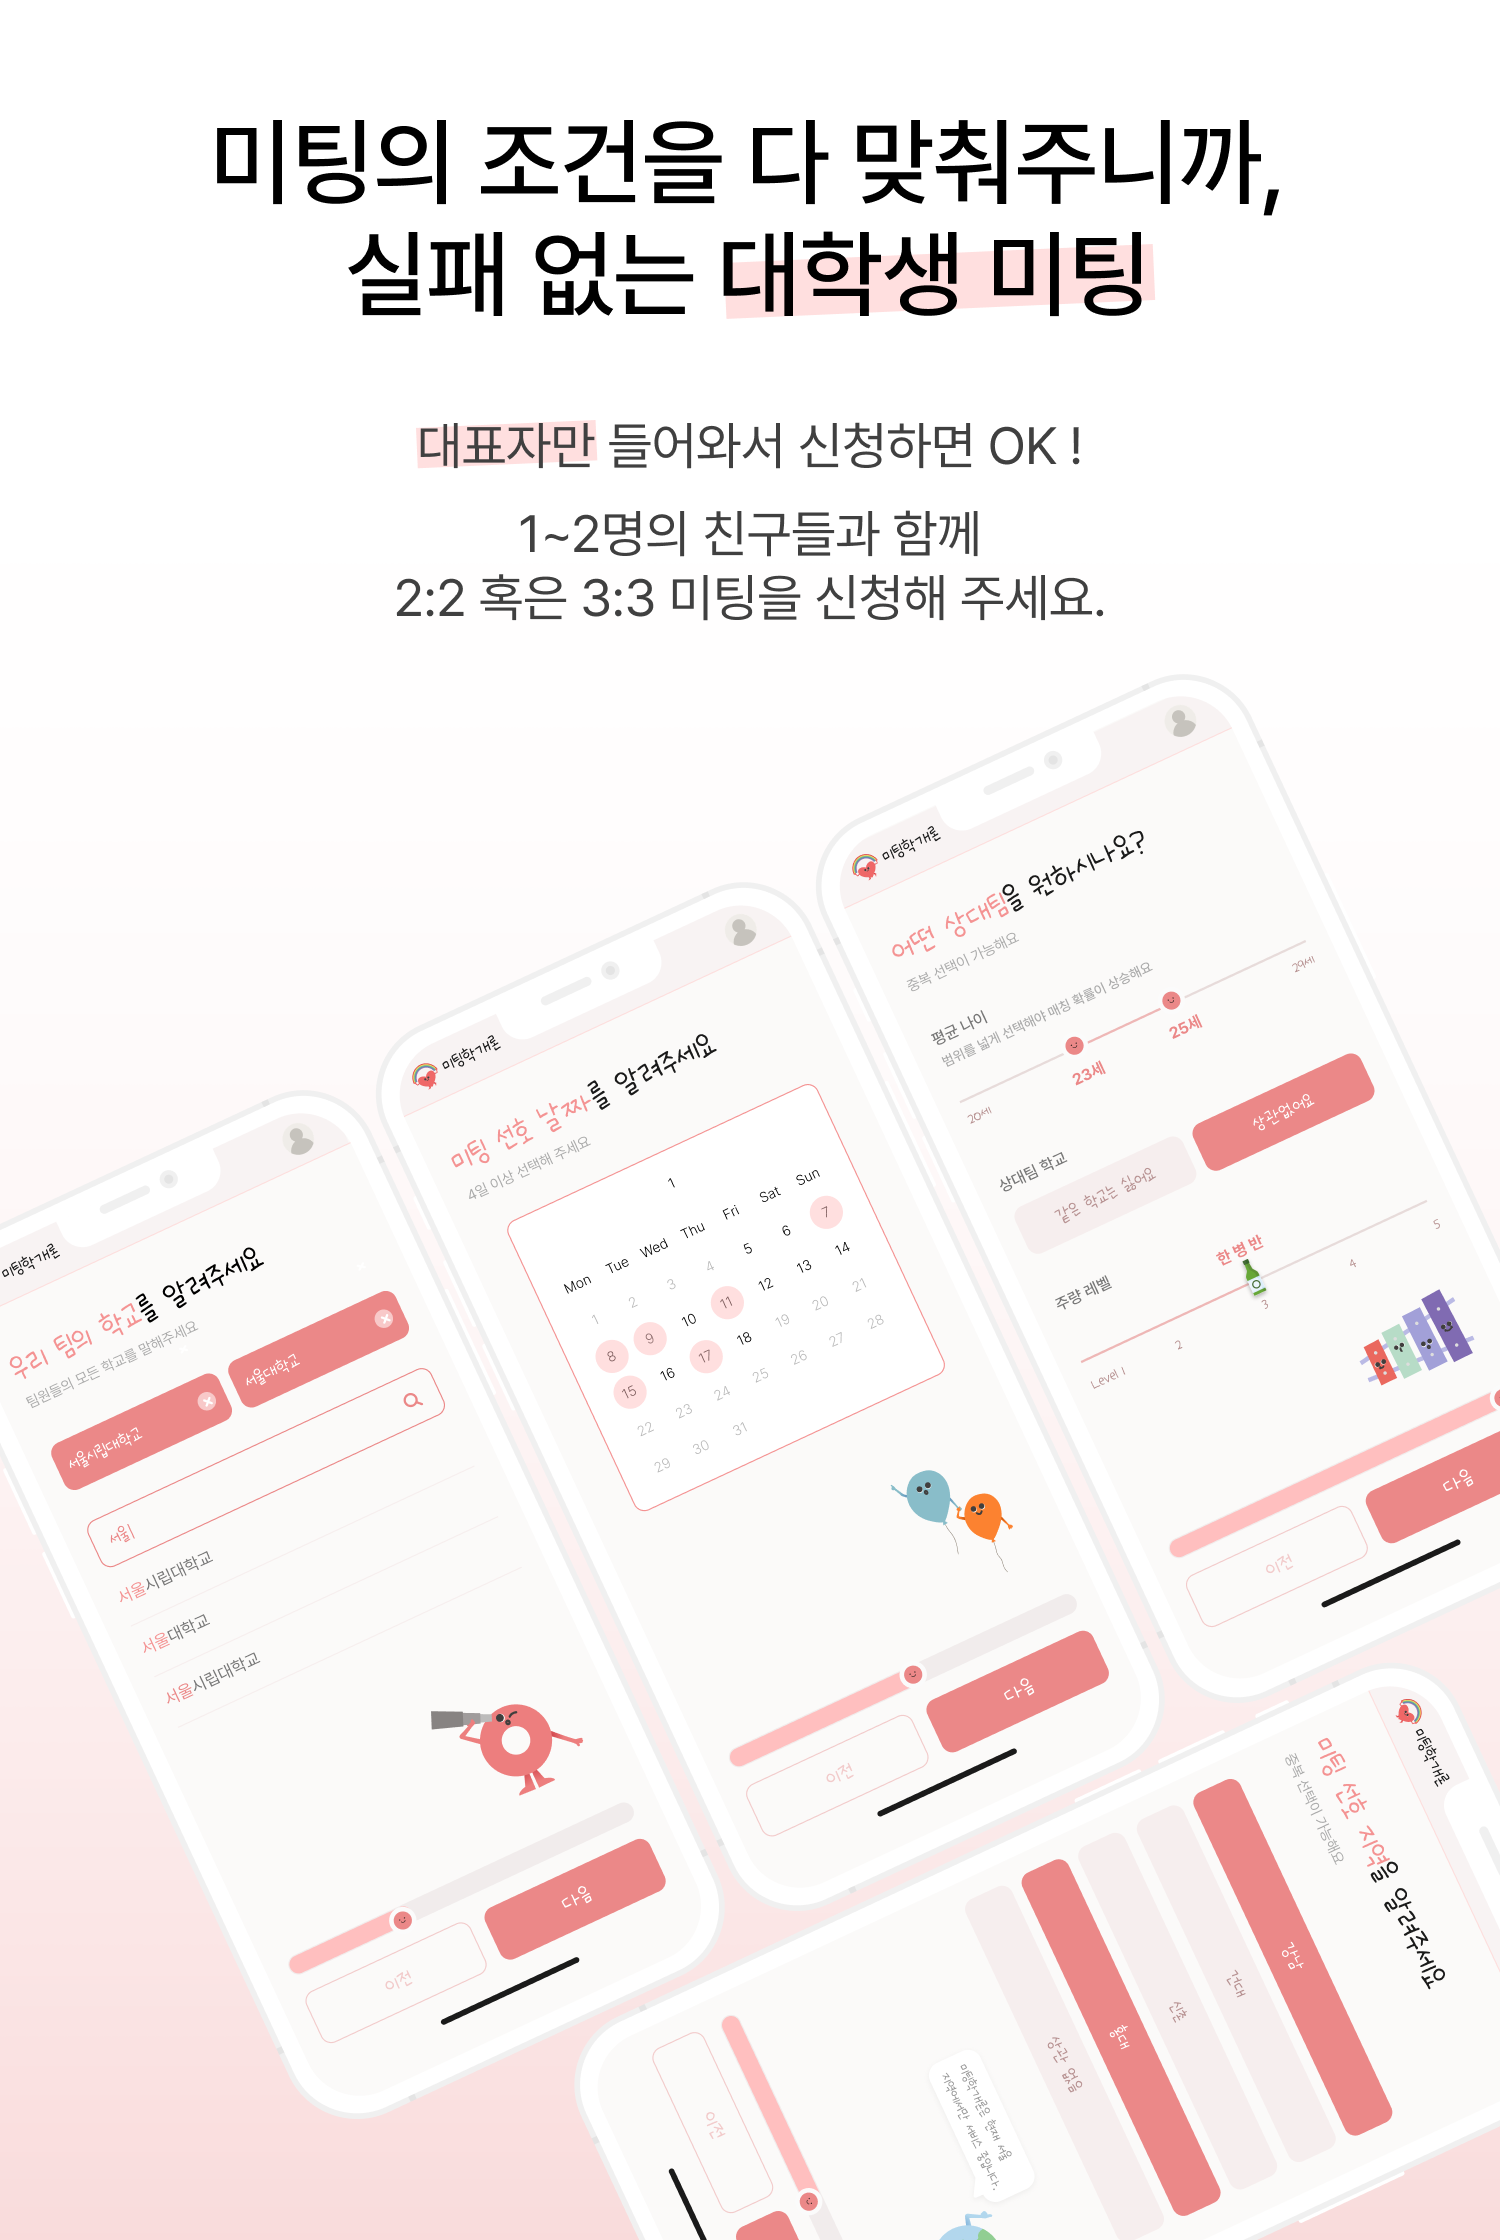 미팅의 조건을 다 맞춰주니까,
실패 없는 대학생 미팅
대표자만 들어와서 신청하면 OK !
1~2명의 친구들과 함께
2:2 혹은 3:3 미팅을 신청해 주세요.
미팅학개론
우리 팀의 학교를 알려주세요
팀원들의 모든 학교를 말해주세요
서울시립대학교
서울대학교
서울
서울시립대학교
서울대학교
서울시립대학교
이전
다음
미팅학개론
미팅 선호 날짜를 알려주세요
4일 이상 선택해 주세요
1
Mon Tue Wed Thu Fri Sat Sun
1 2 3 4 5 6 7
8 9 10 11 12 13 14
15 16 17 18 19 20 21
22 23 24 25 26 27 28
29 30 31
이전
다음
미팅학개론
어떤 상대팀을 원하시나요?
중복 선택이 가능해요
평균 나이
범위를 넓게 선택해야 매칭 확률이 상승해요
20세
23세
25세
29세
상대팀 학교
같은 학교는 싫어요
상관없어요
주량 레벨
한 병 반
Level 1
2
3
4
5
이전
다음
미팅학개론
미팅 선호 지역을 알려주세요
중복 선택이 가능해요
강남
건대
신촌
홍대
상관 없음
미팅학개론은 현재 서울
지역에서만 서비스 중입니다.
이전